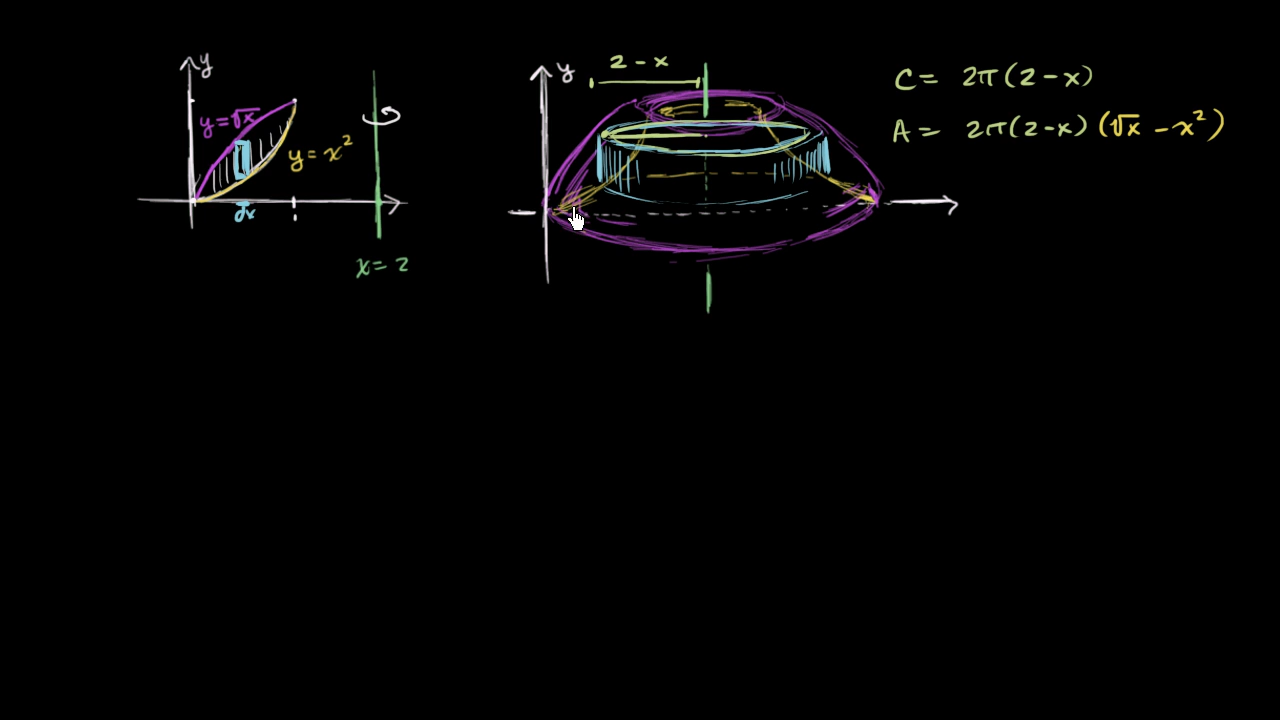 y
y = √x
y = x²
dx
x = 2
2 - x
y
C = 2π(2-x)
A = 2π(2-x)(√x - x²)